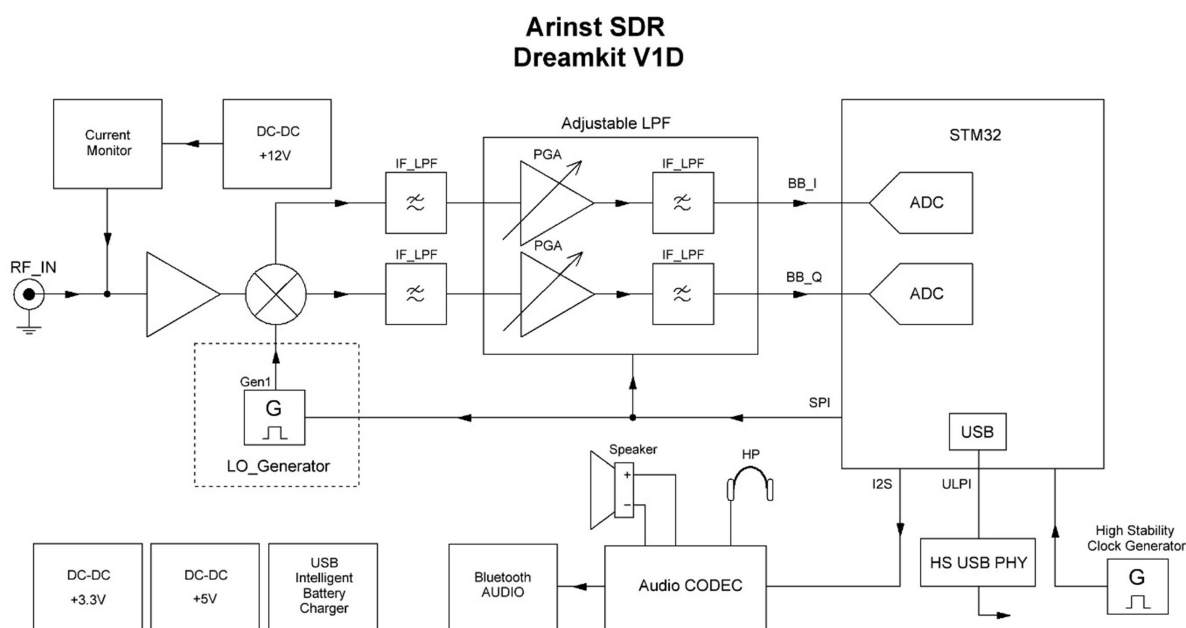 Arinst SDR
Dreamkit V1D
Current
Monitor
DC-DC
+12V
Adjustable LPF
STM32
IF_LPF
PGA
IF_LPF
BB_I
ADC
RF_IN
IF_LPF
PGA
IF_LPF
BB_Q
ADC
Gen1
G
LO_Generator
SPI
USB
Speaker
+
−
HP
I2S
ULPI
High Stability
Clock Generator
G
DC-DC
+3.3V
DC-DC
+5V
USB
Intelligent
Battery
Charger
Bluetooth
AUDIO
Audio CODEC
HS USB PHY